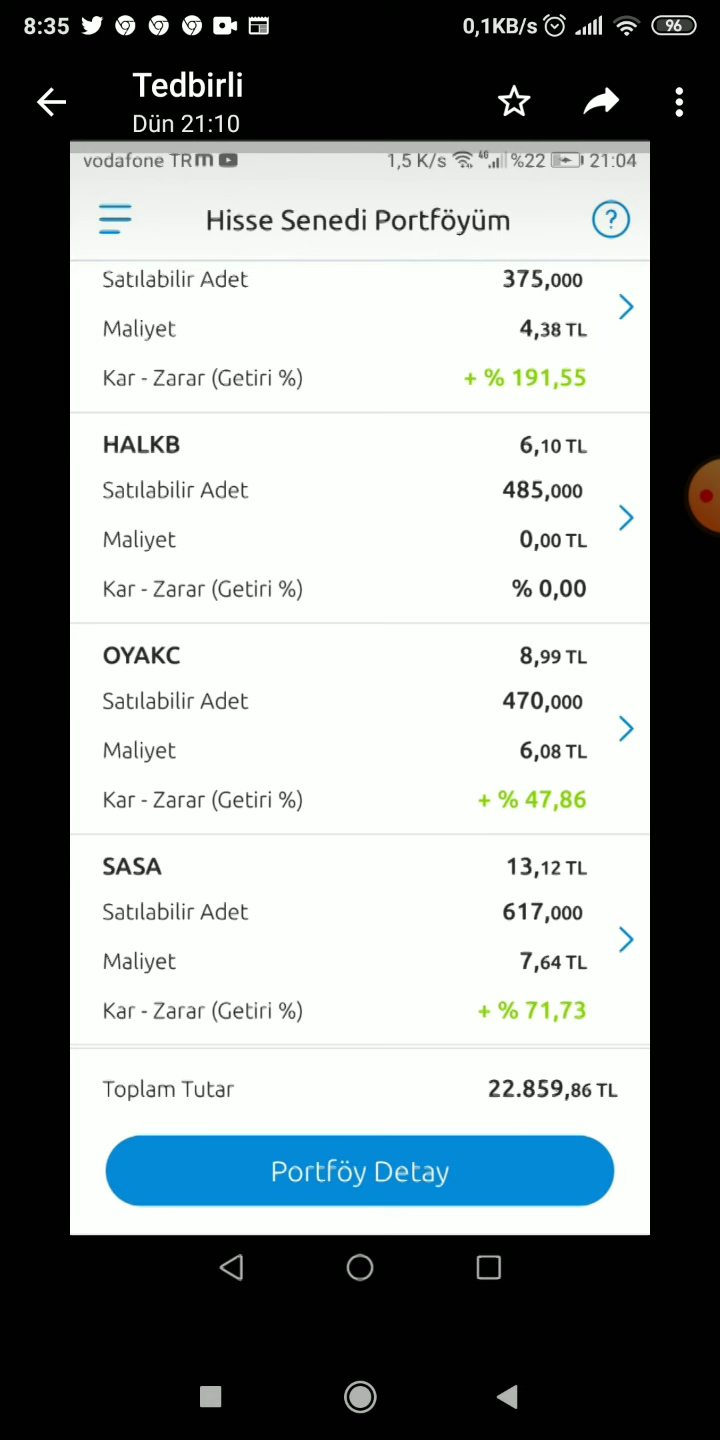 8:35 0,1KB/s 96
Tedbirli
Dün 21:10
vodafone TR m 1,5 K/s 4G %22 21:04
Hisse Senedi Portföyüm ?
Satılabilir Adet 375,000
Maliyet 4,38 TL
Kar - Zarar (Getiri %) + % 191,55
HALKB 6,10 TL
Satılabilir Adet 485,000
Maliyet 0,00 TL
Kar - Zarar (Getiri %) % 0,00
OYAKC 8,99 TL
Satılabilir Adet 470,000
Maliyet 6,08 TL
Kar - Zarar (Getiri %) + % 47,86
SASA 13,12 TL
Satılabilir Adet 617,000
Maliyet 7,64 TL
Kar - Zarar (Getiri %) + % 71,73
Toplam Tutar 22.859,86 TL
Portföy Detay